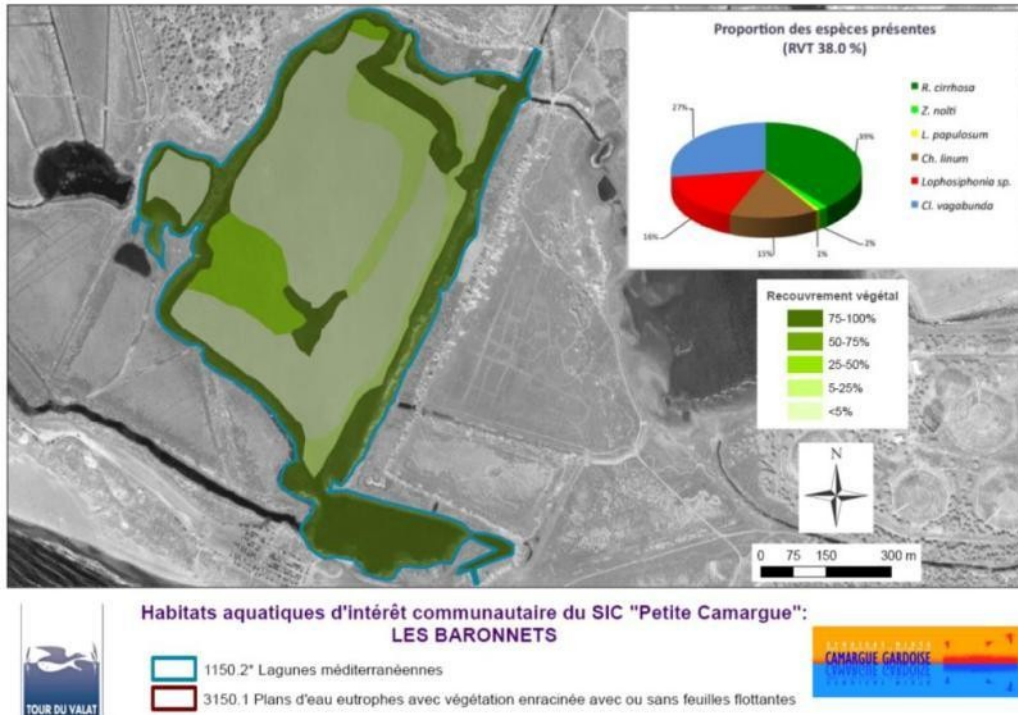 Proportion des espèces présentes
(RVT 38.0 %)
27%
39%
16%
13%
1%
2%
R. cirrhosa
Z. nolti
L. papulosum
Ch. linum
Lophosiphonia sp.
Cl. vagabunda
Recouvrement végétal
75-100%
50-75%
25-50%
5-25%
<5%
N
0 75 150 300 m
Habitats aquatiques d'intérêt communautaire du SIC "Petite Camargue":
LES BARONNETS
1150.2* Lagunes méditerranéennes
3150.1 Plans d'eau eutrophes avec végétation enracinée avec ou sans feuilles flottantes
TOUR DU VALAT
CAMARGUE GARDOISE